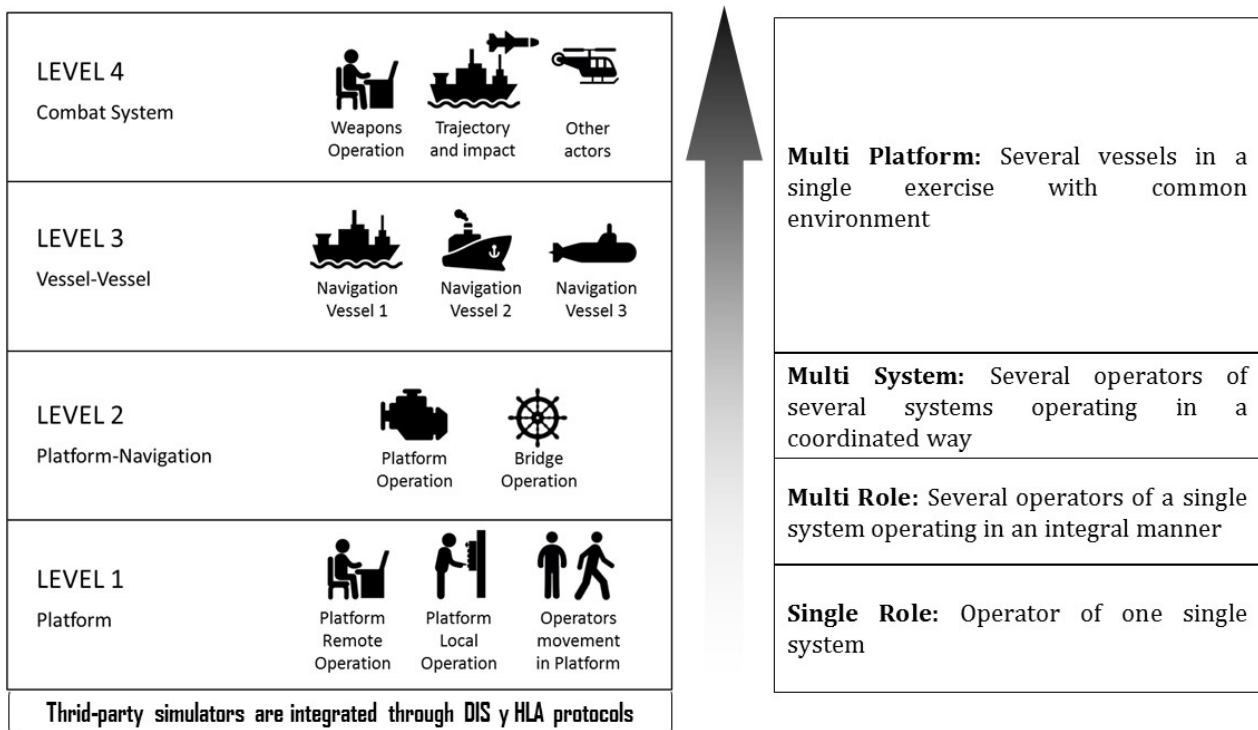 LEVEL 4
Combat System
Weapons
Operation
Trajectory
and impact
Other
actors
LEVEL 3
Vessel-Vessel
Navigation
Vessel 1
Navigation
Vessel 2
Navigation
Vessel 3
LEVEL 2
Platform-Navigation
Platform
Operation
Bridge
Operation
LEVEL 1
Platform
Platform
Remote
Operation
Platform
Local
Operation
Operators
movement
in Platform
Thrid-party simulators are integrated through DIS y HLA protocols
Multi Platform: Several vessels in a
single exercise with common
environment
Multi System: Several operators of
several systems operating in a
coordinated way
Multi Role: Several operators of a single
system operating in an integral manner
Single Role: Operator of one single
system